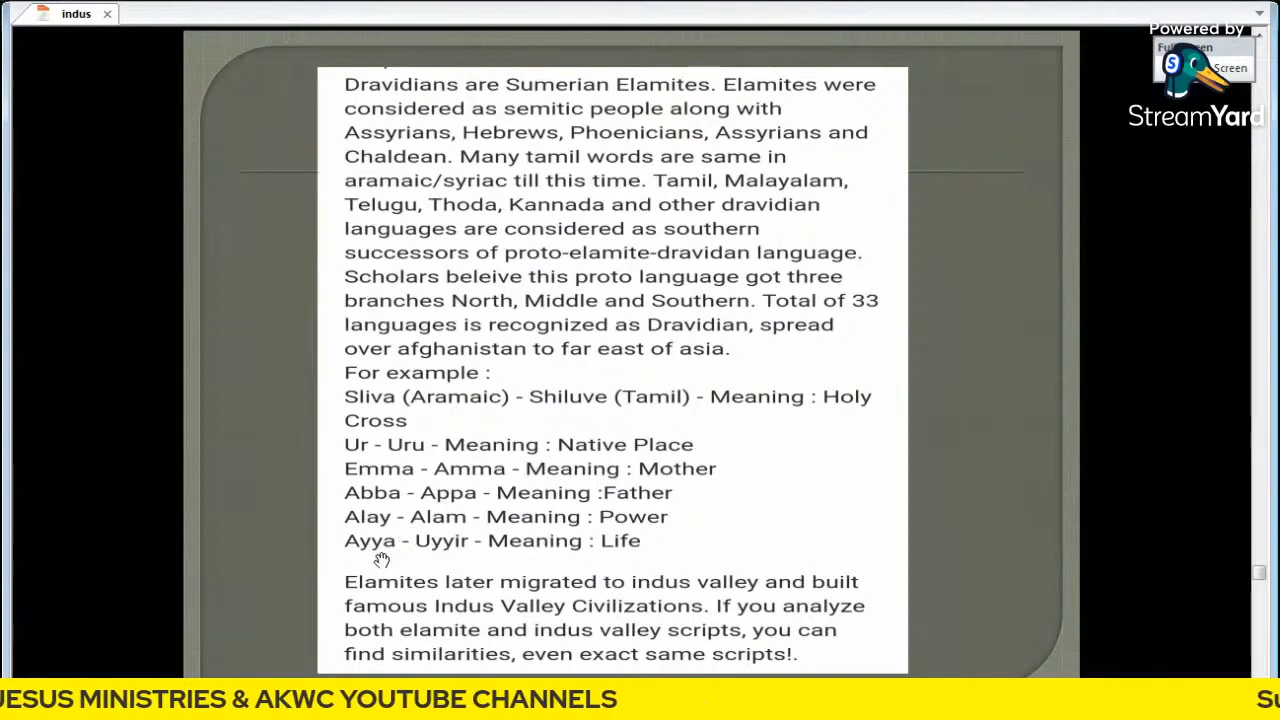 indus
Powered by
Screen
StreamYard
Dravidians are Sumerian Elamites. Elamites were
considered as semitic people along with
Assyrians, Hebrews, Phoenicians, Assyrians and
Chaldean. Many tamil words are same in
aramaic/syriac till this time. Tamil, Malayalam,
Telugu, Thoda, Kannada and other dravidian
languages are considered as southern
successors of proto-elamite-dravidan language.
Scholars beleive this proto language got three
branches North, Middle and Southern. Total of 33
languages is recognized as Dravidian, spread
over afghanistan to far east of asia.
For example :
Sliva (Aramaic) - Shiluve (Tamil) - Meaning : Holy
Cross
Ur - Uru - Meaning : Native Place
Emma - Amma - Meaning : Mother
Abba - Appa - Meaning :Father
Alay - Alam - Meaning : Power
Ayya - Uyyir - Meaning : Life
Elamites later migrated to indus valley and built
famous Indus Valley Civilizations. If you analyze
both elamite and indus valley scripts, you can
find similarities, even exact same scripts!.
JESUS MINISTRIES & AKWC YOUTUBE CHANNELS